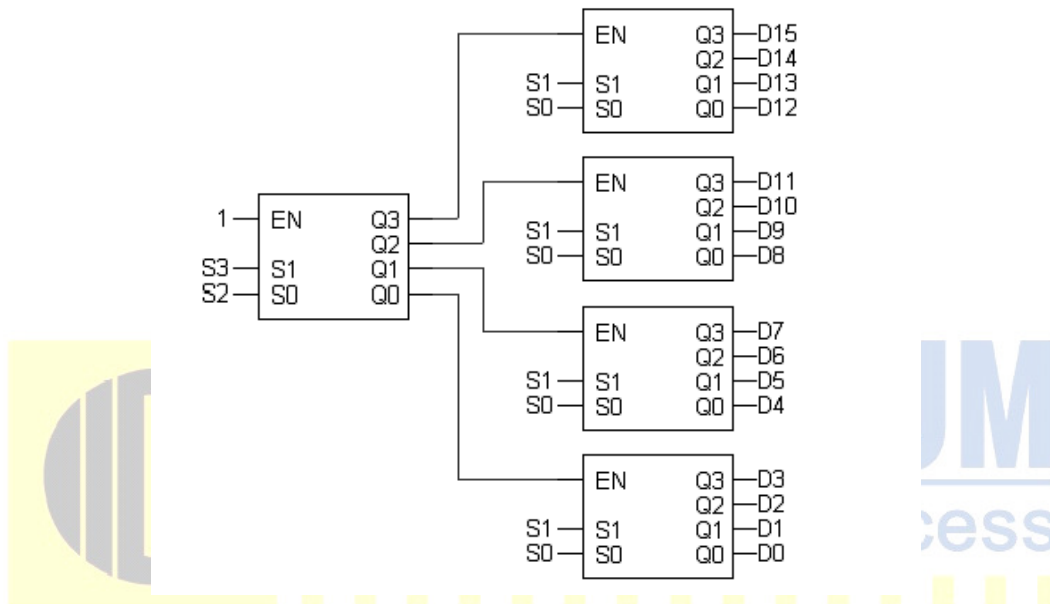 EN Q3 D15
Q2 D14
S1 S1 Q1 D13
S0 S0 Q0 D12
EN Q3 D11
Q2 D10
S1 S1 Q1 D9
S0 S0 Q0 D8
1 EN Q3
Q2
S3 S1 Q1
S2 S0 Q0
EN Q3 D7
Q2 D6
S1 S1 Q1 D5
S0 S0 Q0 D4
EN Q3 D3
Q2 D2
S1 S1 Q1 D1
S0 S0 Q0 D0
UM
cess